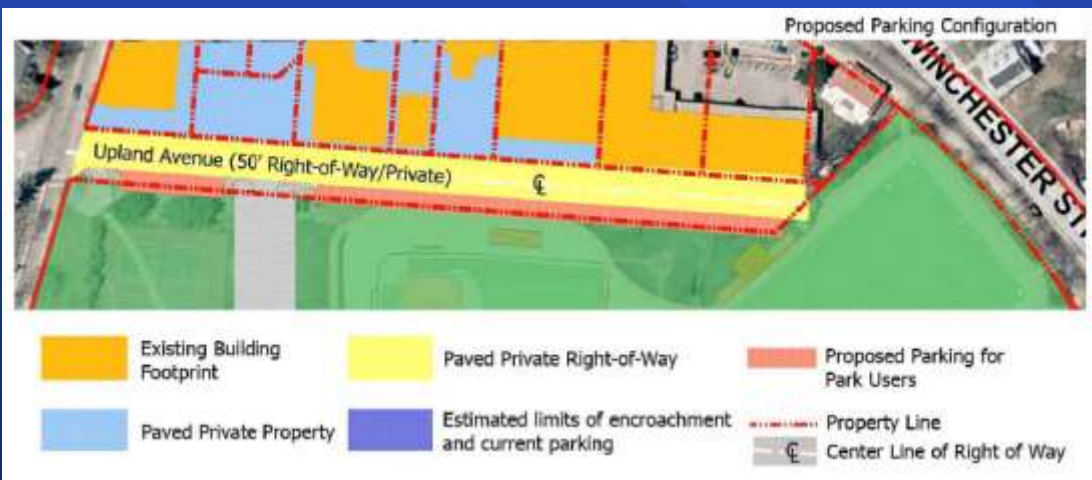 Proposed Parking Configuration
WINCHESTER ST
Upland Avenue (50' Right-of-Way/Private)
℄
Existing Building
Footprint
Paved Private Right-of-Way
Proposed Parking for
Park Users
Paved Private Property
Estimated limits of encroachment
and current parking
Property Line
℄
Center Line of Right of Way